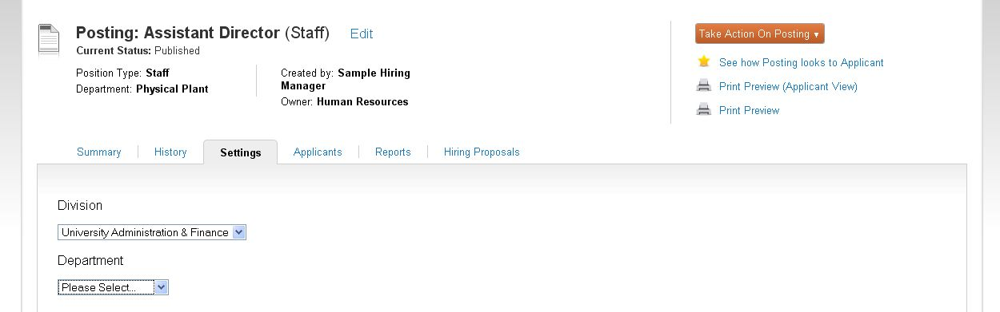 Posting: Assistant Director (Staff) Edit
Current Status: Published
Position Type: Staff
Department: Physical Plant
Created by: Sample Hiring
Manager
Owner: Human Resources
Take Action On Posting ▼
See how Posting looks to Applicant
Print Preview (Applicant View)
Print Preview
Summary History Settings Applicants Reports Hiring Proposals
Division
University Administration & Finance
Department
Please Select...